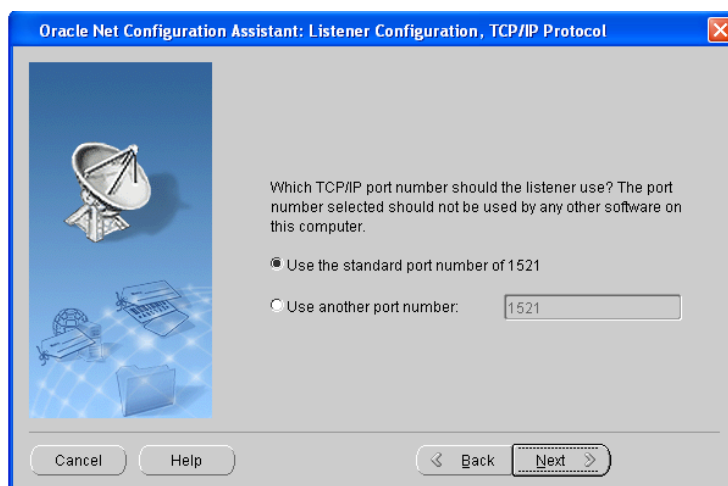 Oracle Net Configuration Assistant: Listener Configuration, TCP/IP Protocol
Which TCP/IP port number should the listener use? The port
number selected should not be used by any other software on
this computer.
Use the standard port number of 1521
Use another port number: 1521
Cancel Help Back Next